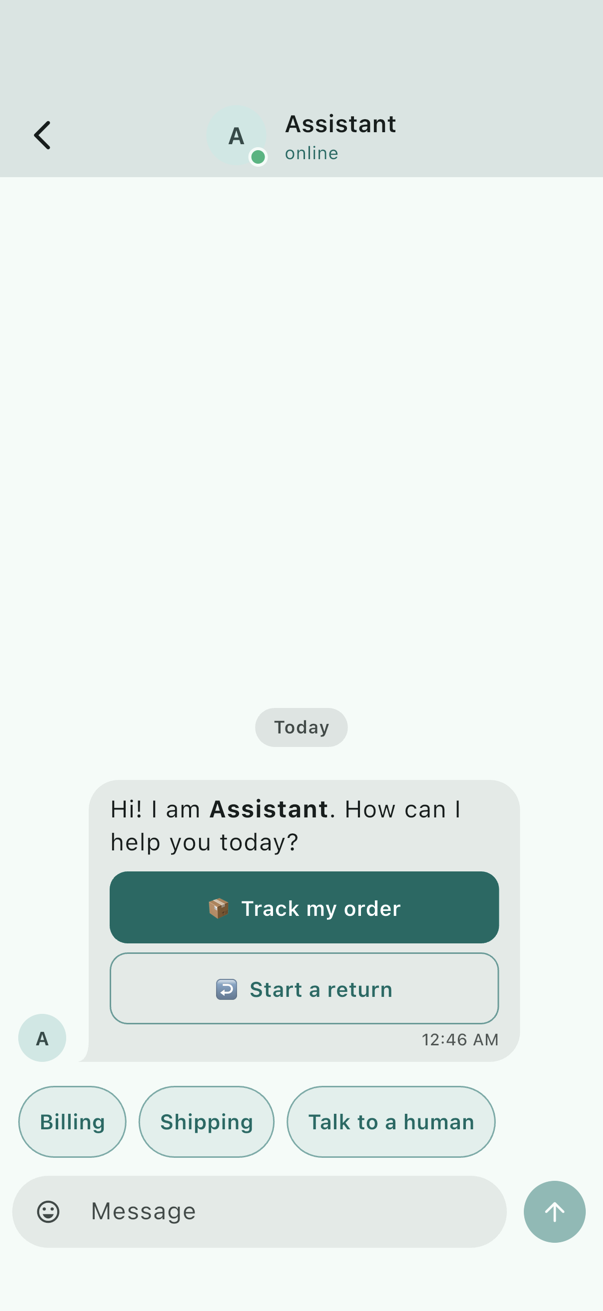 A
Assistant
online
Today
Hi! I am Assistant. How can I
help you today?
Track my order
Start a return
12:46 AM
A
Billing
Shipping
Talk to a human
Message